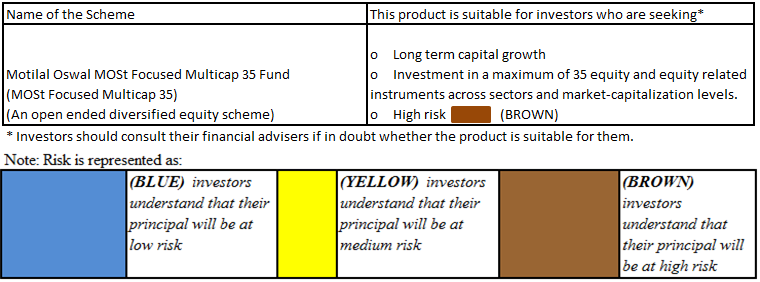 Name of the Scheme
This product is suitable for investors who are seeking*
Motilal Oswal MOSt Focused Multicap 35 Fund
(MOSt Focused Multicap 35)
(An open ended diversified equity scheme)
o Long term capital growth
o Investment in a maximum of 35 equity and equity related
instruments across sectors and market-capitalization levels.
o High risk (BROWN)
* Investors should consult their financial advisers if in doubt whether the product is suitable for them.
Note: Risk is represented as:
(BLUE) investors
understand that their
principal will be at
low risk
(YELLOW) investors
understand that their
principal will be at
medium risk
(BROWN)
investors
understand that
their principal will
be at high risk